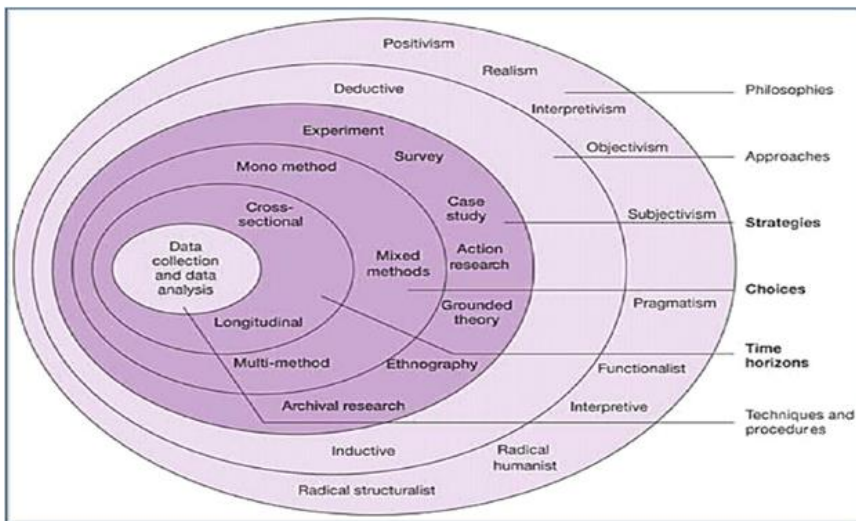 Positivism
Realism
Philosophies
Deductive
Interpretivism
Experiment
Objectivism
Survey
Approaches
Mono method
Case
study
Cross-
sectional
Subjectivism
Strategies
Data
collection
and data
analysis
Mixed
methods
Action
research
Choices
Grounded
theory
Pragmatism
Longitudinal
Time
horizons
Multi-method
Ethnography
Functionalist
Archival research
Interpretive
Techniques and
procedures
Inductive
Radical
humanist
Radical structuralist